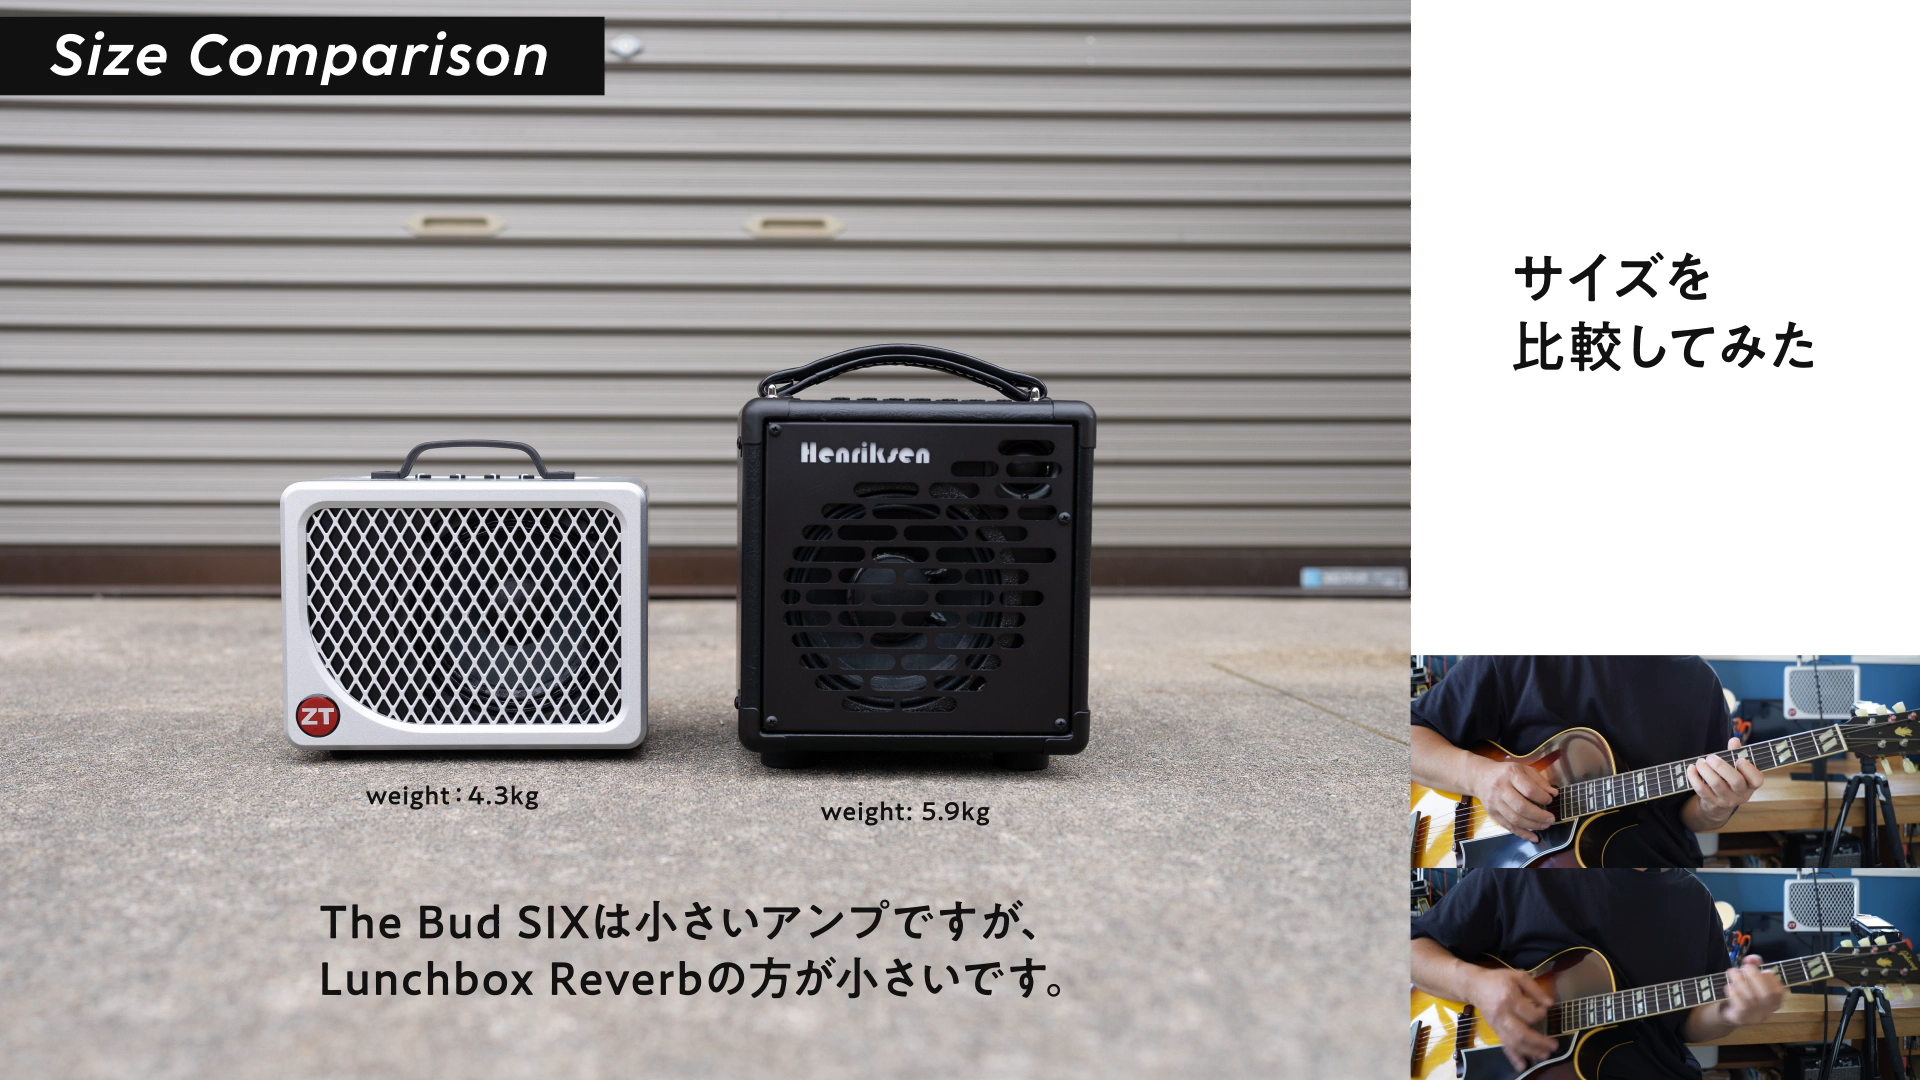 Size Comparison
サイズを
比較してみた
Henriksen
ZT
weight：4.3kg
weight: 5.9kg
The Bud SIXは小さいアンプですが、
Lunchbox Reverbの方が小さいです。